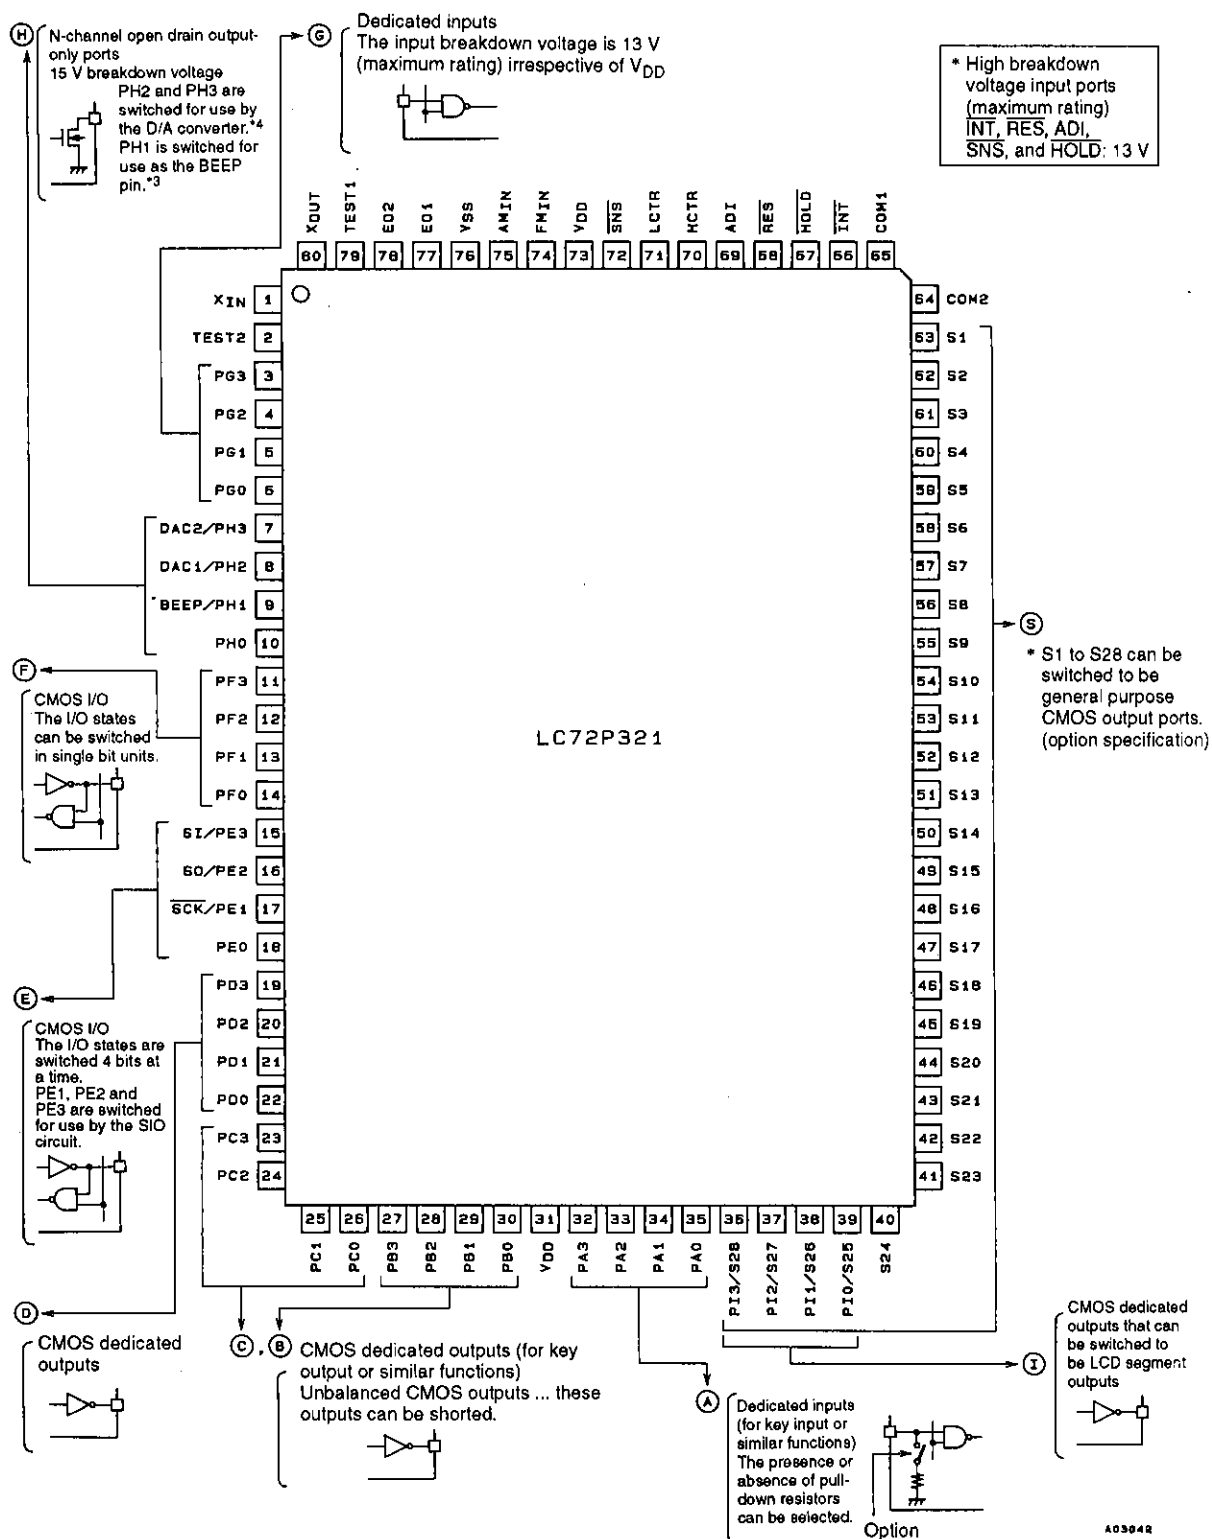 H
N-channel open drain output-
only ports
15 V breakdown voltage
PH2 and PH3 are
switched for use by
the D/A converter.*4
PH1 is switched for
use as the BEEP
pin.*3
G
Dedicated inputs
The input breakdown voltage is 13 V
(maximum rating) irrespective of VDD
* High breakdown
voltage input ports
(maximum rating)
INT, RES, ADI,
SNS, and HOLD: 13 V
XOUT TEST1 EO2 EO1 VSS AMIN FMIN VDD SNS LCTR HCTR ADI RES HOLD INT COM1
80 79 78 77 76 75 74 73 72 71 70 69 68 67 66 65
XIN 1
TEST2 2
PG3 3
PG2 4
PG1 5
PG0 6
DAC2/PH3 7
DAC1/PH2 8
BEEP/PH1 9
PH0 10
PF3 11
PF2 12
PF1 13
PF0 14
SI/PE3 15
SO/PE2 16
SCK/PE1 17
PE0 18
PD3 19
PD2 20
PD1 21
PD0 22
PC3 23
PC2 24
LC72P321
64 COM2
63 S1
62 S2
61 S3
60 S4
59 S5
58 S6
57 S7
56 S8
55 S9
54 S10
53 S11
52 S12
51 S13
50 S14
49 S15
48 S16
47 S17
46 S18
45 S19
44 S20
43 S21
42 S22
41 S23
25 26 27 28 29 30 31 32 33 34 35 36 37 38 39 40
PC1 PC0 PB3 PB2 PB1 PB0 VDD PA3 PA2 PA1 PA0 PI3/S28 PI2/S27 PI1/S26 PI0/S25 S24
S
* S1 to S28 can be
switched to be
general purpose
CMOS output ports.
(option specification)
F
CMOS I/O
The I/O states
can be switched
in single bit units.
E
CMOS I/O
The I/O states are
switched 4 bits at
a time.
PE1, PE2 and
PE3 are switched
for use by the SIO
circuit.
D
CMOS dedicated
outputs
C , B
CMOS dedicated outputs (for key
output or similar functions)
Unbalanced CMOS outputs ... these
outputs can be shorted.
A
Dedicated inputs
(for key input or
similar functions)
The presence or
absence of pull-
down resistors
can be selected.
Option
I
CMOS dedicated
outputs that can
be switched to
be LCD segment
outputs
A03042